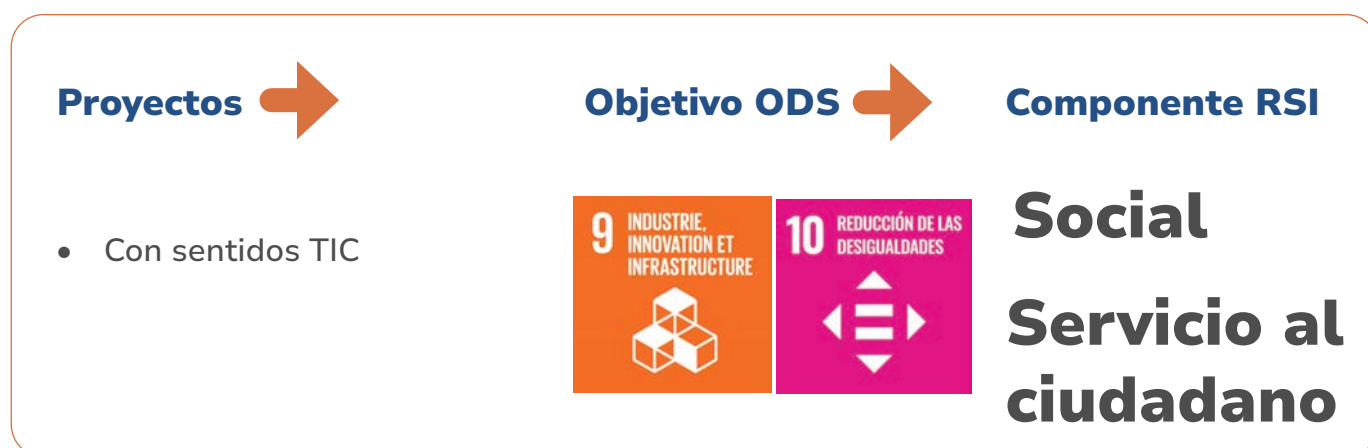 Proyectos
Objetivo ODS
Componente RSI
• Con sentidos TIC
9 INDUSTRIE,
INNOVATION ET
INFRASTRUCTURE
10 REDUCCIÓN DE LAS
DESIGUALDADES
Social
Servicio al
ciudadano